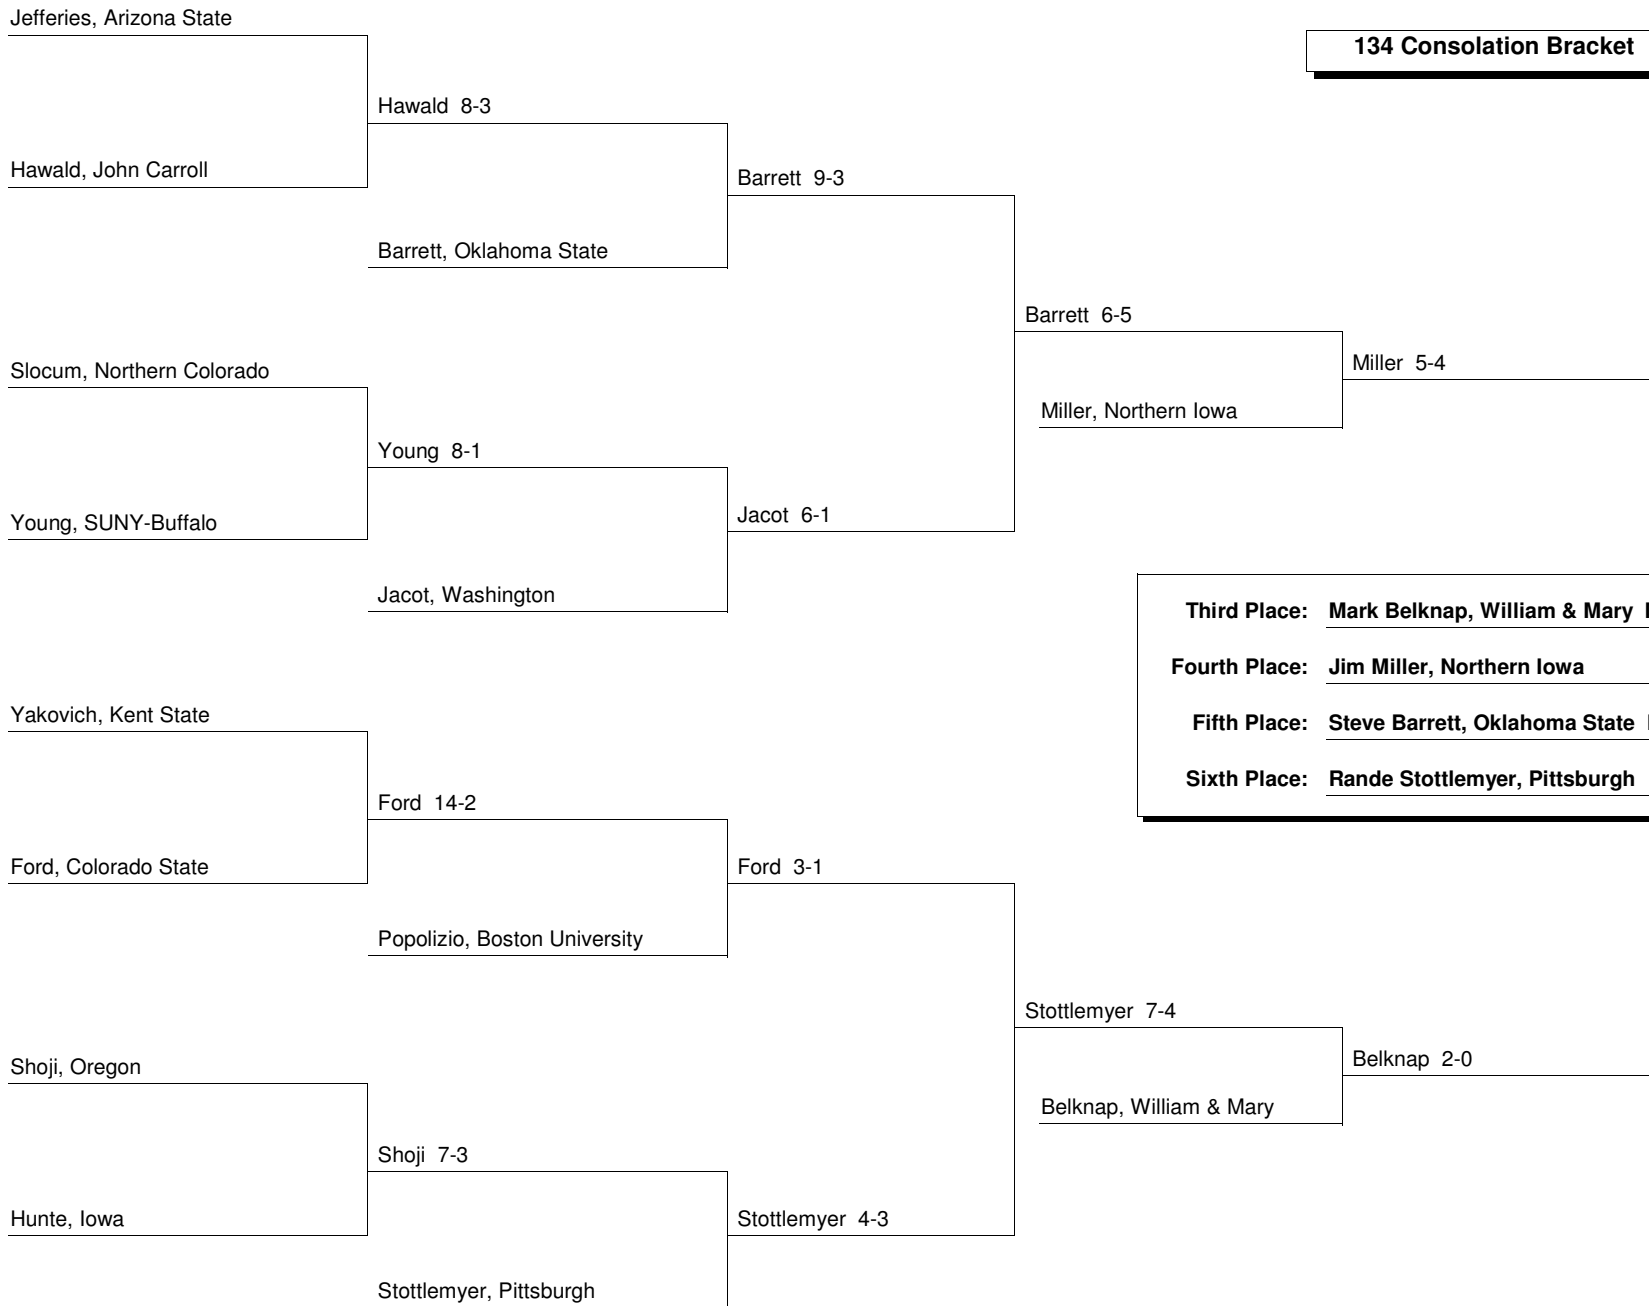 Jefferies, Arizona State
134 Consolation Bracket
Hawald  8-3
Hawald, John Carroll
Barrett  9-3
Barrett, Oklahoma State
Barrett  6-5
Slocum, Northern Colorado
Miller  5-4
Miller, Northern Iowa
Young  8-1
Young, SUNY-Buffalo
Jacot  6-1
Jacot, Washington
Third Place: Mark Belknap, William & Mary
Fourth Place: Jim Miller, Northern Iowa
Fifth Place: Steve Barrett, Oklahoma State
Sixth Place: Rande Stottlemyer, Pittsburgh
Yakovich, Kent State
Ford  14-2
Ford, Colorado State
Ford  3-1
Popolizio, Boston University
Stottlemyer  7-4
Shoji, Oregon
Belknap  2-0
Belknap, William & Mary
Shoji  7-3
Hunte, Iowa
Stottlemyer  4-3
Stottlemyer, Pittsburgh